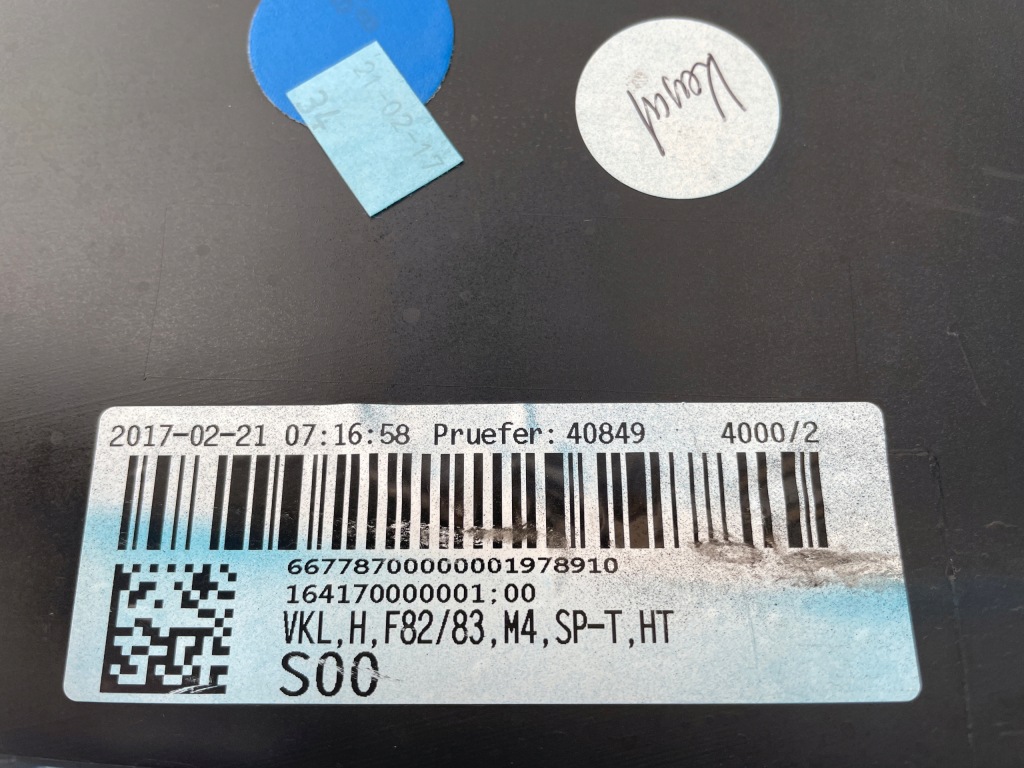 21-02-17
34
2017-02-21 07:16:58 Pruefer: 40849 4000/2
66778700000001978910
164170000001:00
VKL,H,F82/83,M4,SP-T,HT
S00